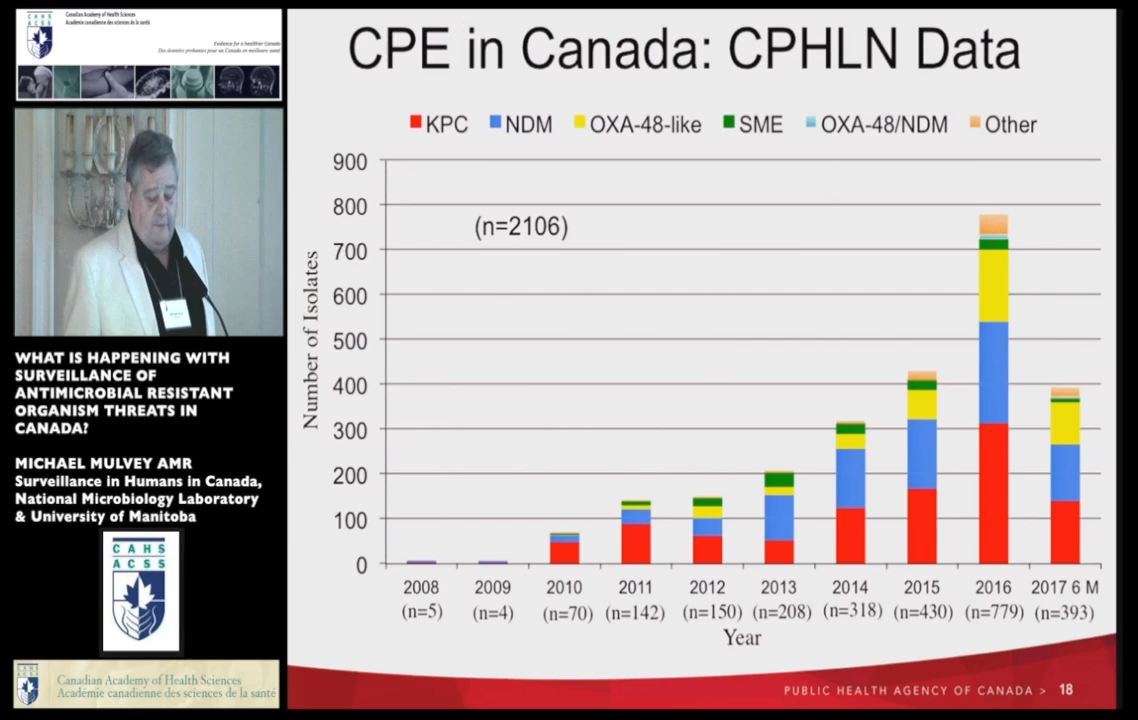 Canadian Academy of Health Sciences
Académie canadienne des sciences de la santé
CAHS
ACSS
Evidence for a healthier Canada
Des données probantes pour un Canada en meilleure santé
WHAT IS HAPPENING WITH
SURVEILLANCE OF
ANTIMICROBIAL RESISTANT
ORGANISM THREATS IN
CANADA?
MICHAEL MULVEY AMR
Surveillance in Humans in Canada,
National Microbiology Laboratory
& University of Manitoba
CAHS
ACSS
Canadian Academy of Health Sciences
Académie canadienne des sciences de la santé
CPE in Canada: CPHLN Data
KPC NDM OXA-48-like SME OXA-48/NDM Other
(n=2106)
Number of Isolates
900
800
700
600
500
400
300
200
100
0
2008 2009 2010 2011 2012 2013 2014 2015 2016 2017 6 M
(n=5) (n=4) (n=70) (n=142) (n=150) (n=208) (n=318) (n=430) (n=779) (n=393)
Year
PUBLIC HEALTH AGENCY OF CANADA > 18